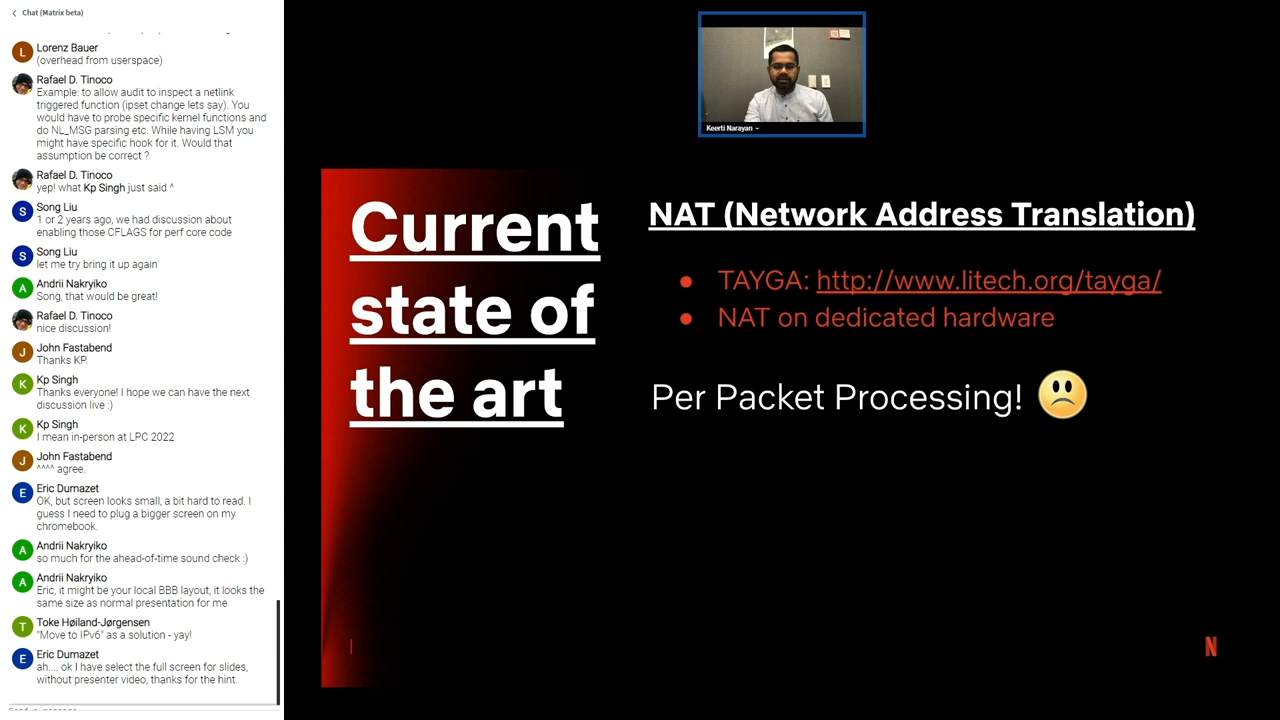 Chat (Matrix beta)
Lorenz Bauer
(overhead from userspace)
Rafael D. Tinoco
Example: to allow audit to inspect a netlink
triggered function (ipset change lets say). You
would have to probe specific kernel functions and
do NL_MSG parsing etc. While having LSM you
might have specific hook for it. Would that
assumption be correct ?
Rafael D. Tinoco
yep! what Kp Singh just said ^
Song Liu
1 or 2 years ago, we had discussion about
enabling those CFLAGS for perf core code
Song Liu
let me try bring it up again
Andrii Nakryiko
Song, that would be great!
Rafael D. Tinoco
nice discussion!
John Fastabend
Thanks KP.
Kp Singh
Thanks everyone! I hope we can have the next
discussion live :)
Kp Singh
I mean in-person at LPC 2022
John Fastabend
^^^^ agree.
Eric Dumazet
OK, but screen looks small, a bit hard to read. I
guess I need to plug a bigger screen on my
chromebook.
Andrii Nakryiko
so much for the ahead-of-time sound check :)
Andrii Nakryiko
Eric, it might be your local BBB layout, it looks the
same size as normal presentation for me
Toke Høiland-Jørgensen
"Move to IPv6" as a solution - yay!
Eric Dumazet
ah.... ok I have select the full screen for slides,
without presenter video, thanks for the hint.
L
S
S
A
J
K
K
J
E
A
A
T
E
Keerti Narayan
Current
state of
the art
NAT (Network Address Translation)
● TAYGA: http://www.litech.org/tayga/
● NAT on dedicated hardware
Per Packet Processing!
N